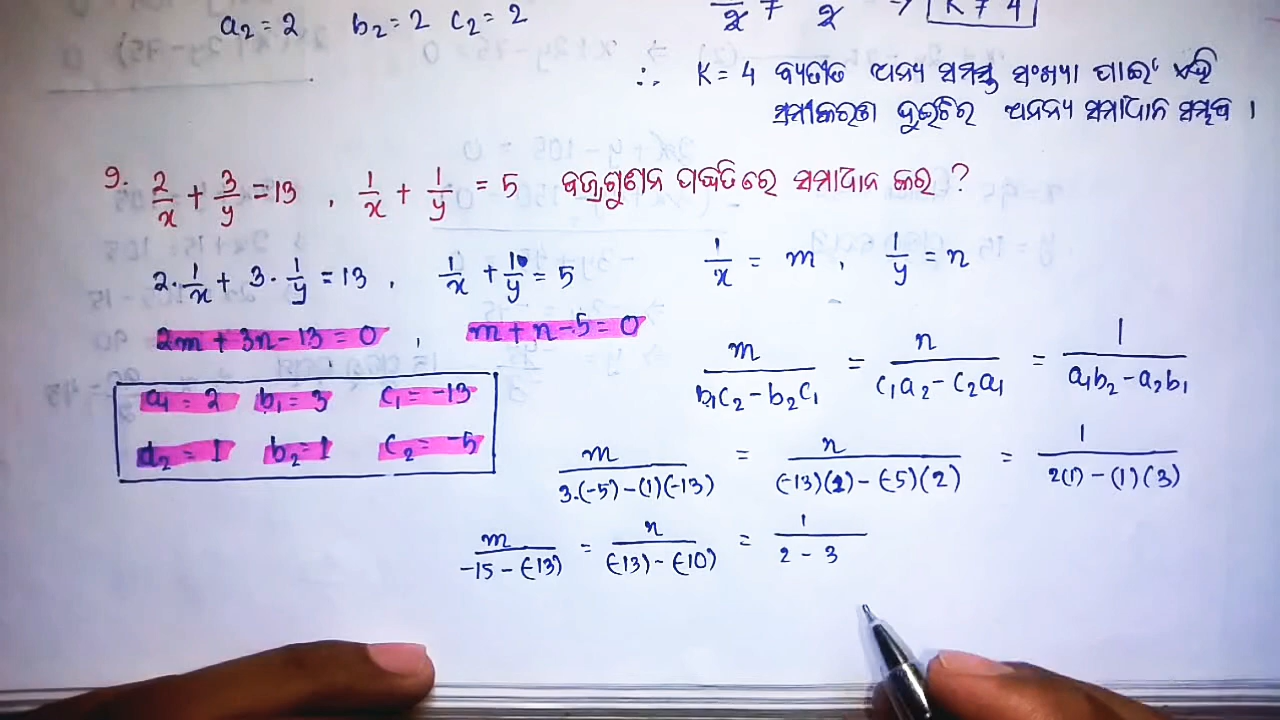 a₂=2 b₂=2 c₂=2
∴ K=4 ବ୍ୟତୀତ ଅନ୍ୟ ସମସ୍ତ ସଂଖ୍ୟା ପାଇଁ ଏହି
ସମୀକରଣ ଦୁଇଟିର ଅନନ୍ୟ ସମାଧାନ ସମ୍ଭବ ।
9. 2/x + 3/y = 13 , 1/x + 1/y = 5 ବଜ୍ରଗୁଣନ ପଦ୍ଧତିରେ ସମାଧାନ କର ?
2·1/x + 3·1/y = 13 , 1/x + 1/y = 5 1/x = m , 1/y = n
2m + 3n - 13 = 0 , m + n - 5 = 0
m/(b₁c₂ - b₂c₁) = n/(c₁a₂ - c₂a₁) = 1/(a₁b₂ - a₂b₁)
a₁ = 2 b₁ = 3 c₁ = -13
a₂ = 1 b₂ = 1 c₂ = -5
m/(3·(-5) - (1)(-13)) = n/((-13)(1) - (-5)(2)) = 1/(2(1) - (1)(3))
m/(-15 - (-13)) = n/((-13) - (-10)) = 1/(2 - 3)